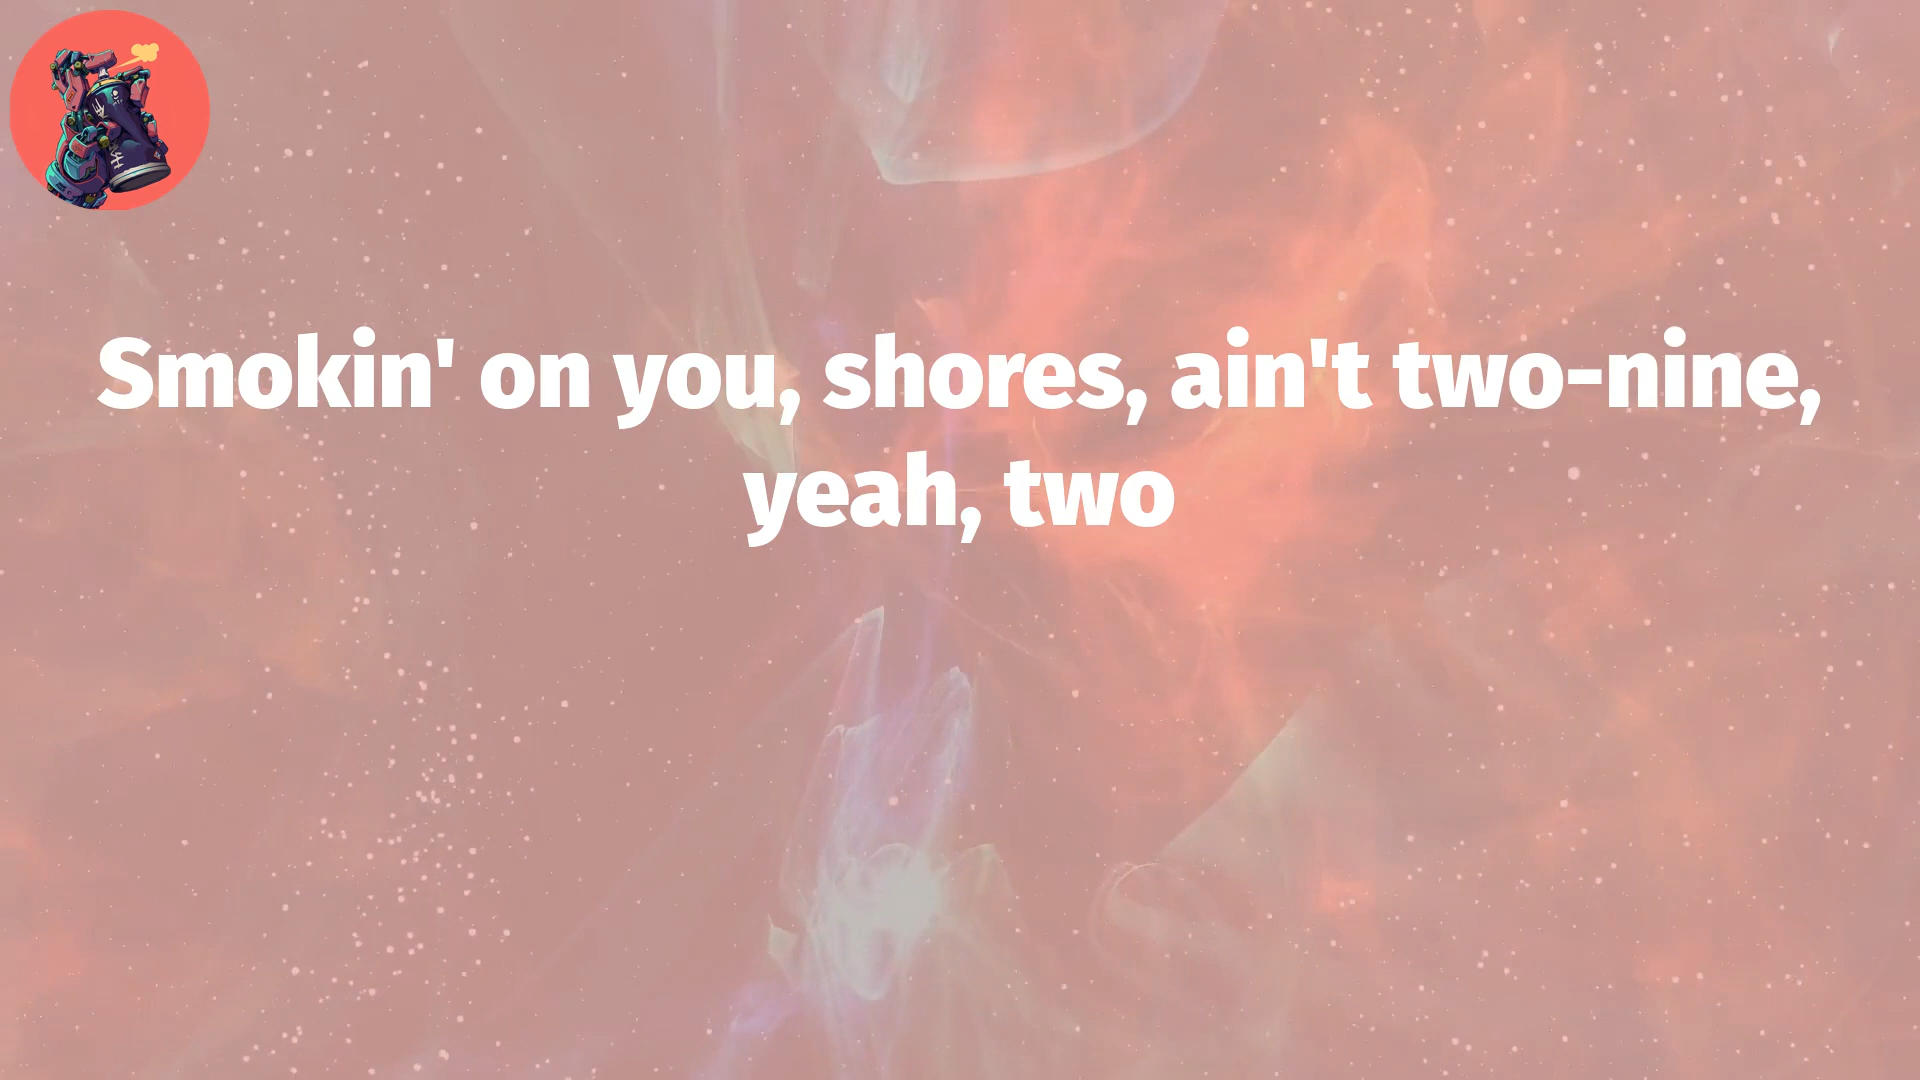 Smokin' on you, shores, ain't two-nine,
yeah, two